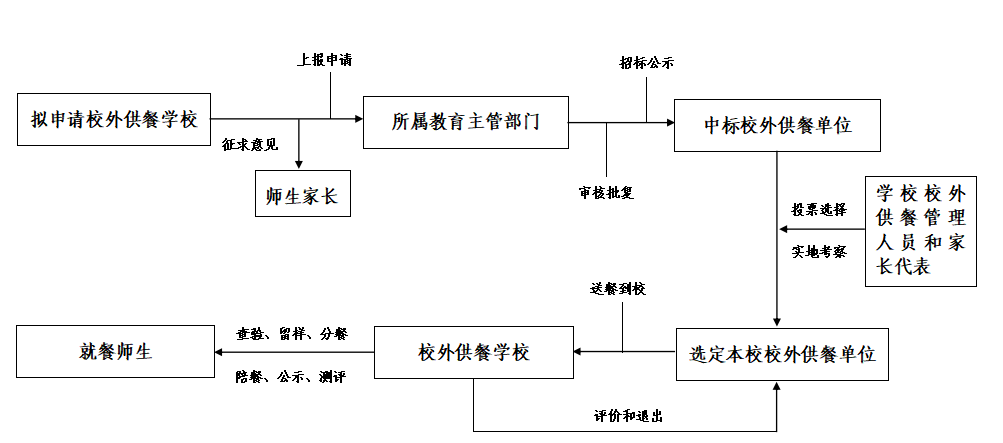 上报申请
招标公示
拟申请校外供餐学校
所属教育主管部门
中标校外供餐单位
征求意见
师生家长
审核批复
学校校外
供餐管理
人员和家
长代表
投票选择
实地考察
送餐到校
就餐师生
查验、留样、分餐
陪餐、公示、测评
校外供餐学校
选定本校校外供餐单位
评价和退出